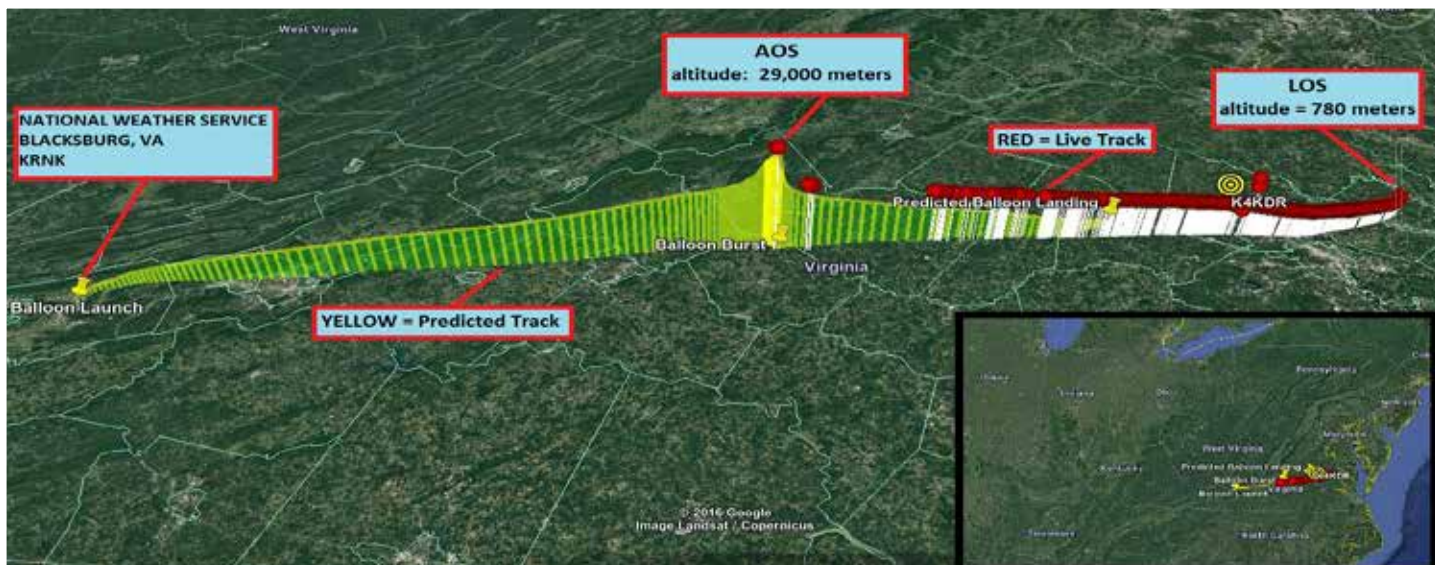 West Virginia
AOS
altitude: 29,000 meters
LOS
altitude = 780 meters
NATIONAL WEATHER SERVICE
BLACKSBURG, VA
KRNK
RED = Live Track
Predicted Balloon Landing
K4KDR
Balloon Burst
Virginia
Balloon Launch
YELLOW = Predicted Track
© 2016 Google
Image Landsat / Copernicus
Pennsylvania
Indiana
Maryland
West Virginia
Kentucky
Predicted Balloon Landing
Balloon Burst
Balloon Launch
Virginia
North Carolina